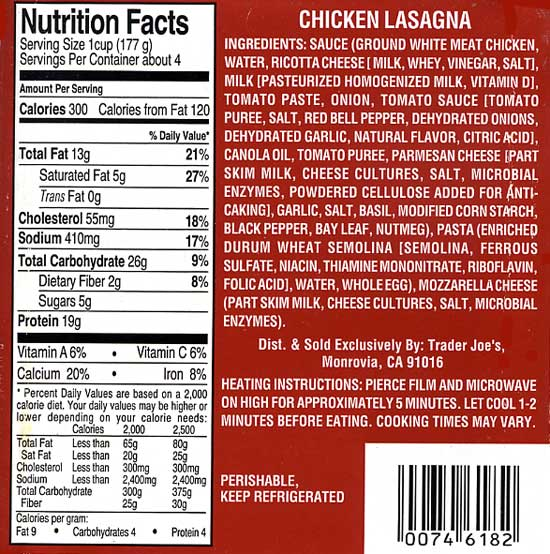 Nutrition Facts
Serving Size 1cup (177 g)
Servings Per Container about 4
Amount Per Serving
Calories 300 Calories from Fat 120
% Daily Value*
Total Fat 13g 21%
Saturated Fat 5g 27%
Trans Fat 0g
Cholesterol 55mg 18%
Sodium 410mg 17%
Total Carbohydrate 26g 9%
Dietary Fiber 2g 8%
Sugars 5g
Protein 19g
Vitamin A 6% • Vitamin C 6%
Calcium 20% • Iron 8%
* Percent Daily Values are based on a 2,000
calorie diet. Your daily values may be higher or
lower depending on your calorie needs:
Calories 2,000 2,500
Total Fat Less than 65g 80g
Sat Fat Less than 20g 25g
Cholesterol Less than 300mg 300mg
Sodium Less than 2,400mg 2,400mg
Total Carbohydrate 300g 375g
Fiber 25g 30g
Calories per gram:
Fat 9 • Carbohydrates 4 • Protein 4
CHICKEN LASAGNA
INGREDIENTS: SAUCE (GROUND WHITE MEAT CHICKEN,
WATER, RICOTTA CHEESE [ MILK, WHEY, VINEGAR, SALT],
MILK [PASTEURIZED HOMOGENIZED MILK, VITAMIN D],
TOMATO PASTE, ONION, TOMATO SAUCE [TOMATO
PUREE, SALT, RED BELL PEPPER, DEHYDRATED ONIONS,
DEHYDRATED GARLIC, NATURAL FLAVOR, CITRIC ACID],
CANOLA OIL, TOMATO PUREE, PARMESAN CHEESE [PART
SKIM MILK, CHEESE CULTURES, SALT, MICROBIAL
ENZYMES, POWDERED CELLULOSE ADDED FOR ANTI-
CAKING], GARLIC, SALT, BASIL, MODIFIED CORN STARCH,
BLACK PEPPER, BAY LEAF, NUTMEG), PASTA (ENRICHED
DURUM WHEAT SEMOLINA [SEMOLINA, FERROUS
SULFATE, NIACIN, THIAMINE MONONITRATE, RIBOFLAVIN,
FOLIC ACID], WATER, WHOLE EGG), MOZZARELLA CHEESE
(PART SKIM MILK, CHEESE CULTURES, SALT, MICROBIAL
ENZYMES).
Dist. & Sold Exclusively By: Trader Joe's,
Monrovia, CA 91016
HEATING INSTRUCTIONS: PIERCE FILM AND MICROWAVE
ON HIGH FOR APPROXIMATELY 5 MINUTES. LET COOL 1-2
MINUTES BEFORE EATING. COOKING TIMES MAY VARY.
PERISHABLE,
KEEP REFRIGERATED
0074 6182